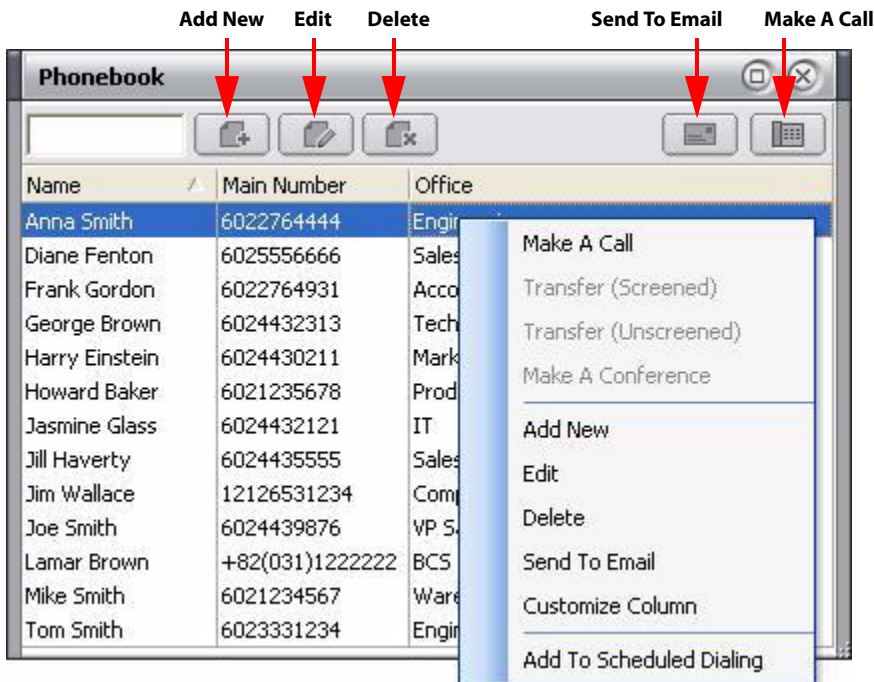 Add New Edit Delete Send To Email Make A Call
Phonebook
Name Main Number Office
Anna Smith 6022764444
Diane Fenton 6025556666 Sales
Make A Call
Frank Gordon 6022764931
Transfer (Screened)
George Brown 6024432313
Transfer (Unscreened)
Harry Einstein 6024430211
Make A Conference
Howard Baker 6021235678
Jasmine Glass 6024432121 IT
Add New
Jill Haverty 6024435555 Sales
Edit
Jim Wallace 12126531234
Delete
Joe Smith 6024439876 VP
Lamar Brown +82(031)1222222 BCS
Send To Email
Mike Smith 6021234567
Customize Column
Tom Smith 6023331234
Add To Scheduled Dialing